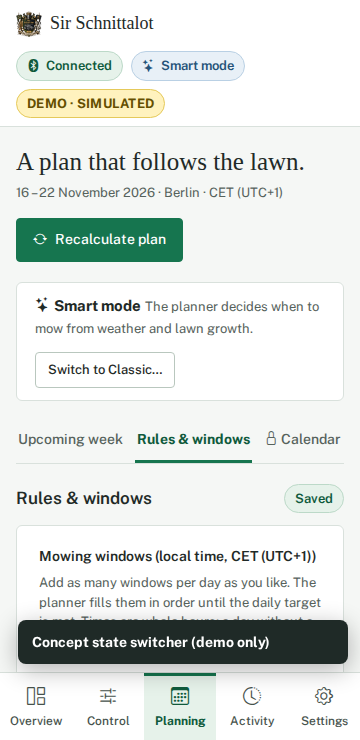 Sir Schnittalot
Connected
Smart mode
DEMO · SIMULATED
A plan that follows the lawn.
16–22 November 2026 · Berlin · CET (UTC+1)
Recalculate plan
Smart mode The planner decides when to
mow from weather and lawn growth.
Switch to Classic…
Upcoming week Rules & windows Calendar
Rules & windows
Saved
Mowing windows (local time, CET (UTC+1))
Add as many windows per day as you like. The
planner fills them in order until the daily target
Concept state switcher (demo only)
Overview Control Planning Activity Settings